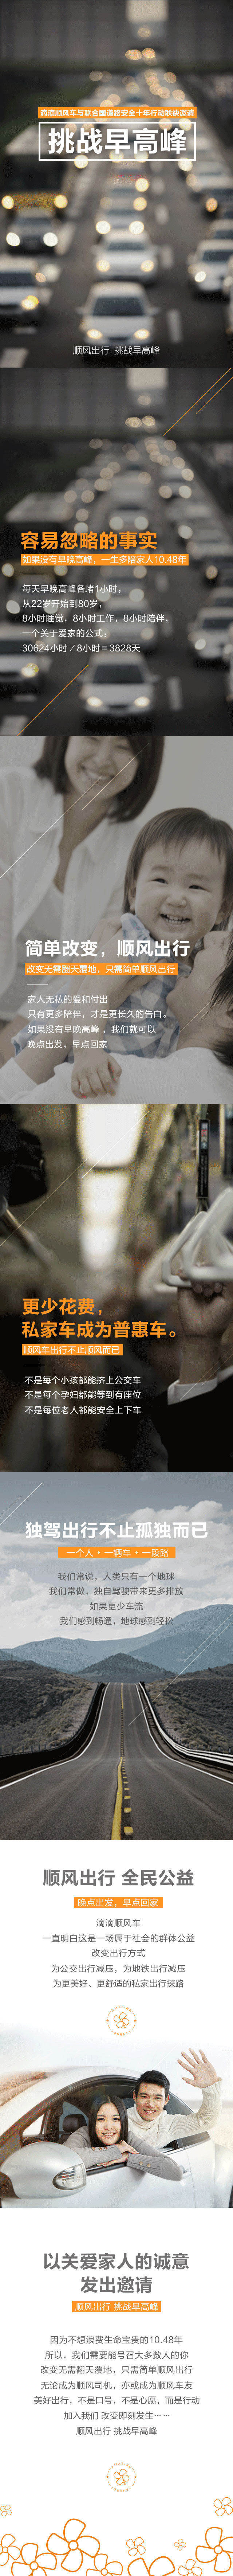 滴滴顺风车与联合国道路安全十年行动联袂邀请
挑战早高峰
顺风出行 挑战早高峰
容易忽略的事实
如果没有早晚高峰，一生多陪家人10.48年
每天早晚高峰各堵1小时，
从22岁开始到80岁，
8小时睡觉，8小时工作，8小时陪伴，
一个关于爱家的公式：
30624小时／8小时＝3828天
简单改变，顺风出行
改变无需翻天覆地，只需简单顺风出行
家人无私的爱和付出
只有更多陪伴，才是更长久的告白。
如果没有早晚高峰 ，我们就可以
晚点出发，早点回家
更少花费，
私家车成为普惠车。
顺风车出行不止顺风而已
不是每个小孩都能挤上公交车
不是每个孕妇都能等到有座位
不是每位老人都能安全上下车
独驾出行不止孤独而已
一个人·一辆车·一段路
我们常说，人类只有一个地球
我们常做，独自驾驶带来更多排放
如果更少车流
我们感到畅通，地球感到轻松
顺风出行 全民公益
晚点出发，早点回家
滴滴顺风车
一直明白这是一场属于社会的群体公益
改变出行方式
为公交出行减压，为地铁出行减压
为更美好、更舒适的私家出行探路
AMAZING
JOURNEY
以关爱家人的诚意
发出邀请
顺风出行 挑战早高峰
因为不想浪费生命宝贵的10.48年
所以，我们需要能号召大多数人的你
改变无需翻天覆地，只需简单顺风出行
无论成为顺风司机，亦或成为顺风车友
美好出行，不是口号，不是心愿，而是行动
加入我们 改变即刻发生……
顺风出行 挑战早高峰
AMAZING
JOURNEY